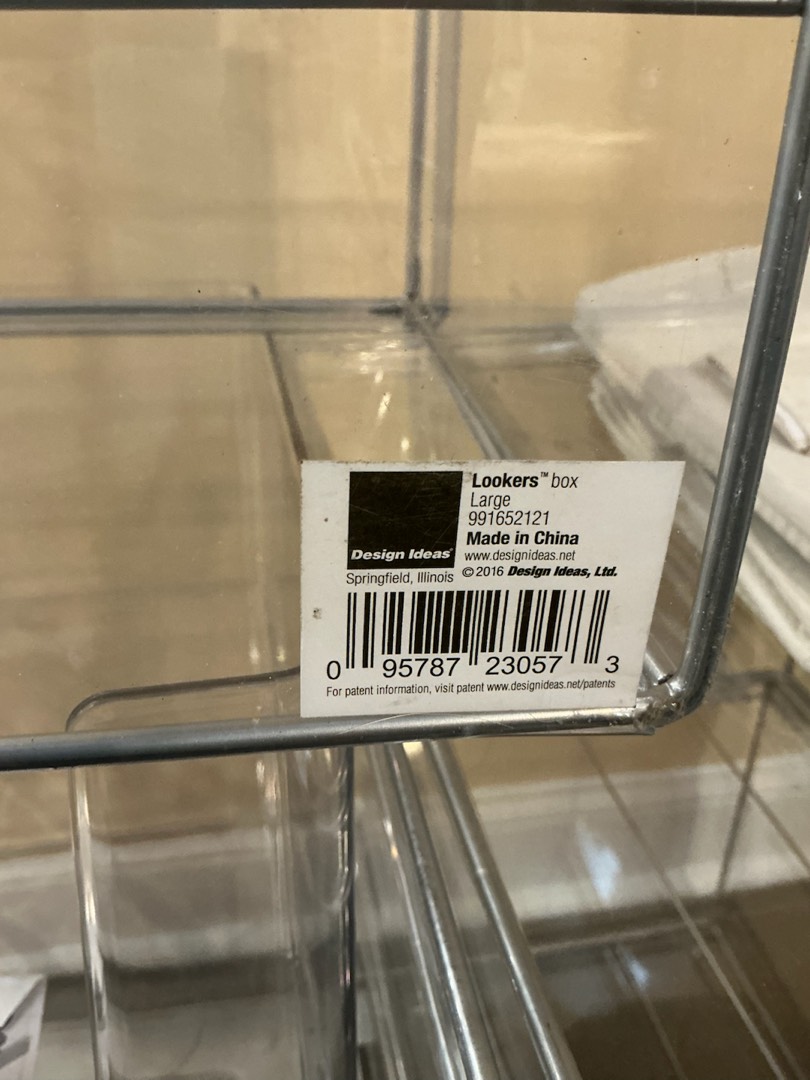 Lookers™ box
Large
991652121
Made in China
www.designideas.net
Design Ideas®
Springfield, Illinois
© 2016 Design Ideas, Ltd.
0 95787 23057 3
For patent information, visit patent www.designideas.net/patents